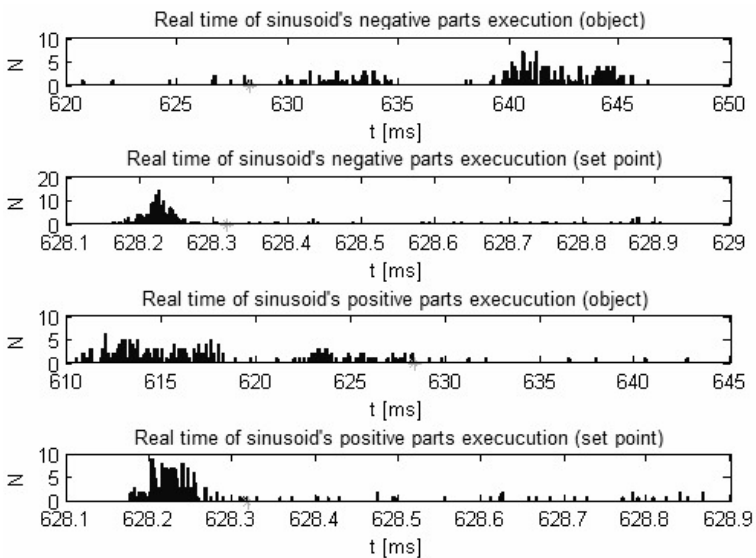 Real time of sinusoid's negative parts execution (object)
N
10
5
0
620 625 630 635 640 645 650
t [ms]
Real time of sinusoid's negative parts execucution (set point)
N
20
10
0
628.1 628.2 628.3 628.4 628.5 628.6 628.7 628.8 628.9 629
t [ms]
Real time of sinusoid's positive parts execucution (object)
N
10
5
0
610 615 620 625 630 635 640 645
t [ms]
Real time of sinusoid's positive parts execucution (set point)
N
10
5
0
628.1 628.2 628.3 628.4 628.5 628.6 628.7 628.8 628.9
t [ms]